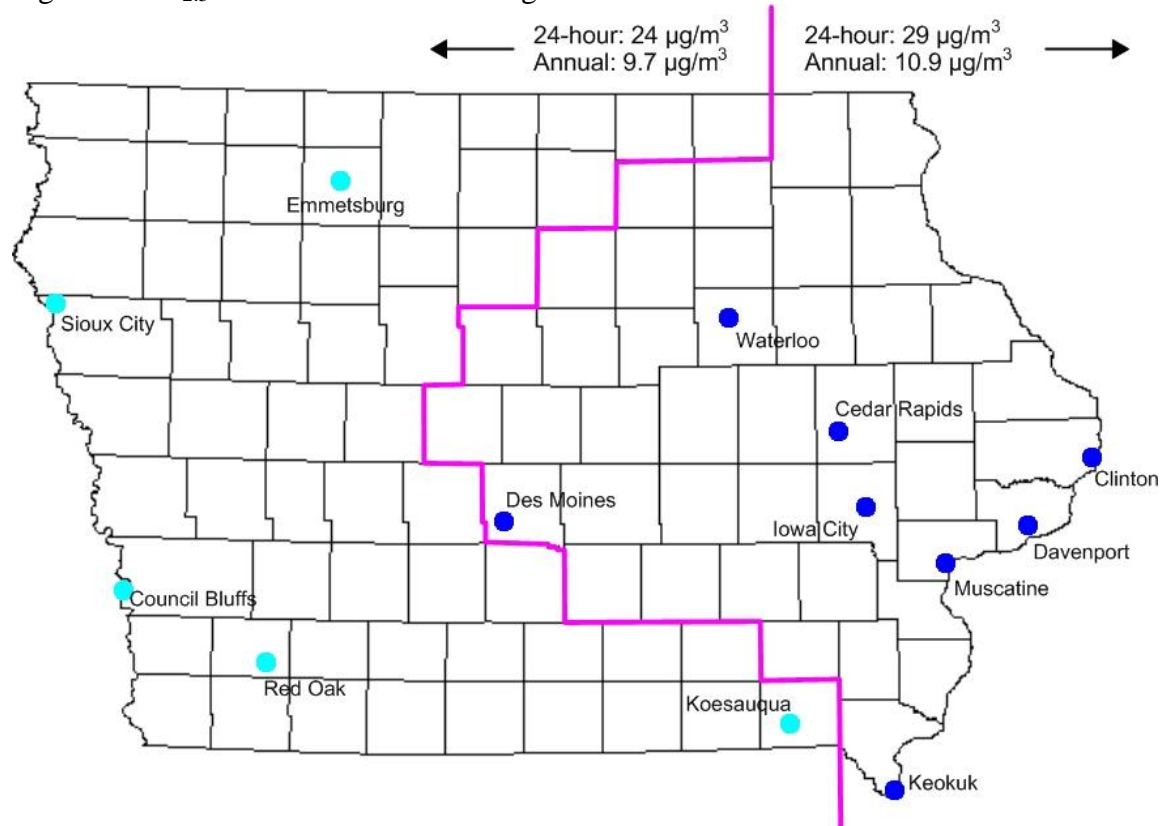 24-hour: 24 µg/m³
Annual: 9.7 µg/m³
24-hour: 29 µg/m³
Annual: 10.9 µg/m³
Emmetsburg
Sioux City
Waterloo
Cedar Rapids
Clinton
Des Moines
Iowa City
Davenport
Muscatine
Council Bluffs
Red Oak
Koesauqua
Keokuk